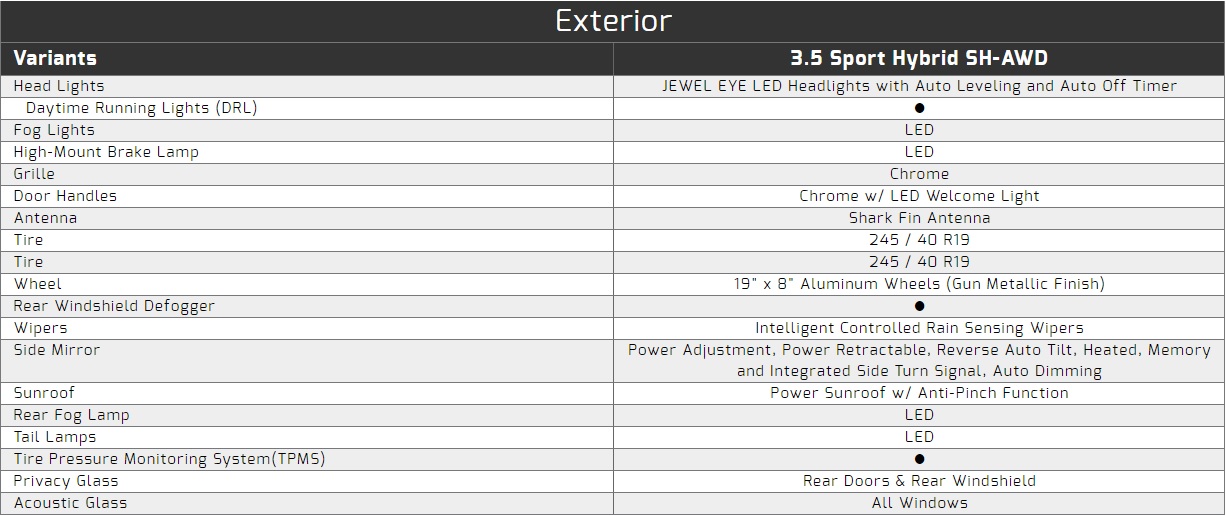 Exterior
Variants 3.5 Sport Hybrid SH-AWD
Head Lights JEWEL EYE LED Headlights with Auto Leveling and Auto Off Timer
Daytime Running Lights (DRL) ●
Fog Lights LED
High-Mount Brake Lamp LED
Grille Chrome
Door Handles Chrome w/ LED Welcome Light
Antenna Shark Fin Antenna
Tire 245 / 40 R19
Tire 245 / 40 R19
Wheel 19" x 8" Aluminum Wheels (Gun Metallic Finish)
Rear Windshield Defogger ●
Wipers Intelligent Controlled Rain Sensing Wipers
Side Mirror Power Adjustment, Power Retractable, Reverse Auto Tilt, Heated, Memory
and Integrated Side Turn Signal, Auto Dimming
Sunroof Power Sunroof w/ Anti-Pinch Function
Rear Fog Lamp LED
Tail Lamps LED
Tire Pressure Monitoring System(TPMS) ●
Privacy Glass Rear Doors & Rear Windshield
Acoustic Glass All Windows